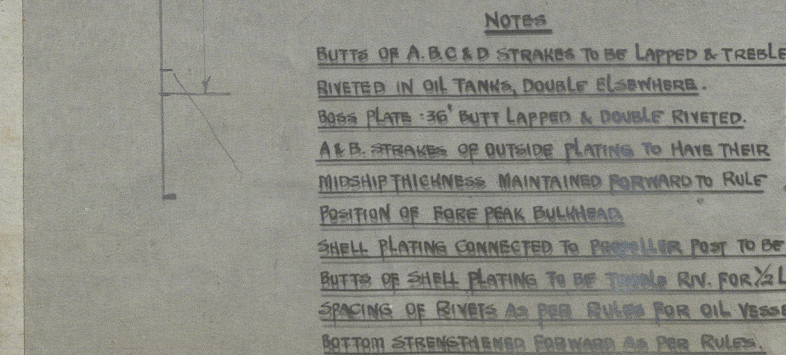 NOTES
BUTTS OF A.B.C & D STRAKES TO BE LAPPED & TREBLE
RIVETED IN OIL TANKS, DOUBLE ELSEWHERE.
BOSS PLATE :36" BUTT LAPPED & DOUBLE RIVETED.
A & B. STRAKES OF OUTSIDE PLATING TO HAVE THEIR
MIDSHIP THICKNESS MAINTAINED FORWARD TO RULE
POSITION OF FORE PEAK BULKHEAD
SHELL PLATING CONNECTED TO PROPELLER POST TO BE
BUTTS OF SHELL PLATING TO BE RIV. FOR ½ L
SPACING OF RIVETS AS PER RULES FOR OIL VESSE
BOTTOM STRENGTHENED FORWARD AS PER RULES.